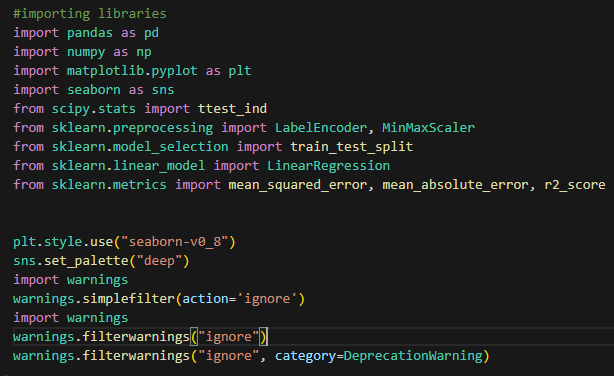 #importing libraries
import pandas as pd
import numpy as np
import matplotlib.pyplot as plt
import seaborn as sns
from scipy.stats import ttest_ind
from sklearn.preprocessing import LabelEncoder, MinMaxScaler
from sklearn.model_selection import train_test_split
from sklearn.linear_model import LinearRegression
from sklearn.metrics import mean_squared_error, mean_absolute_error, r2_score
plt.style.use("seaborn-v0_8")
sns.set_palette("deep")
import warnings
warnings.simplefilter(action='ignore')
import warnings
warnings.filterwarnings("ignore")
warnings.filterwarnings("ignore", category=DeprecationWarning)